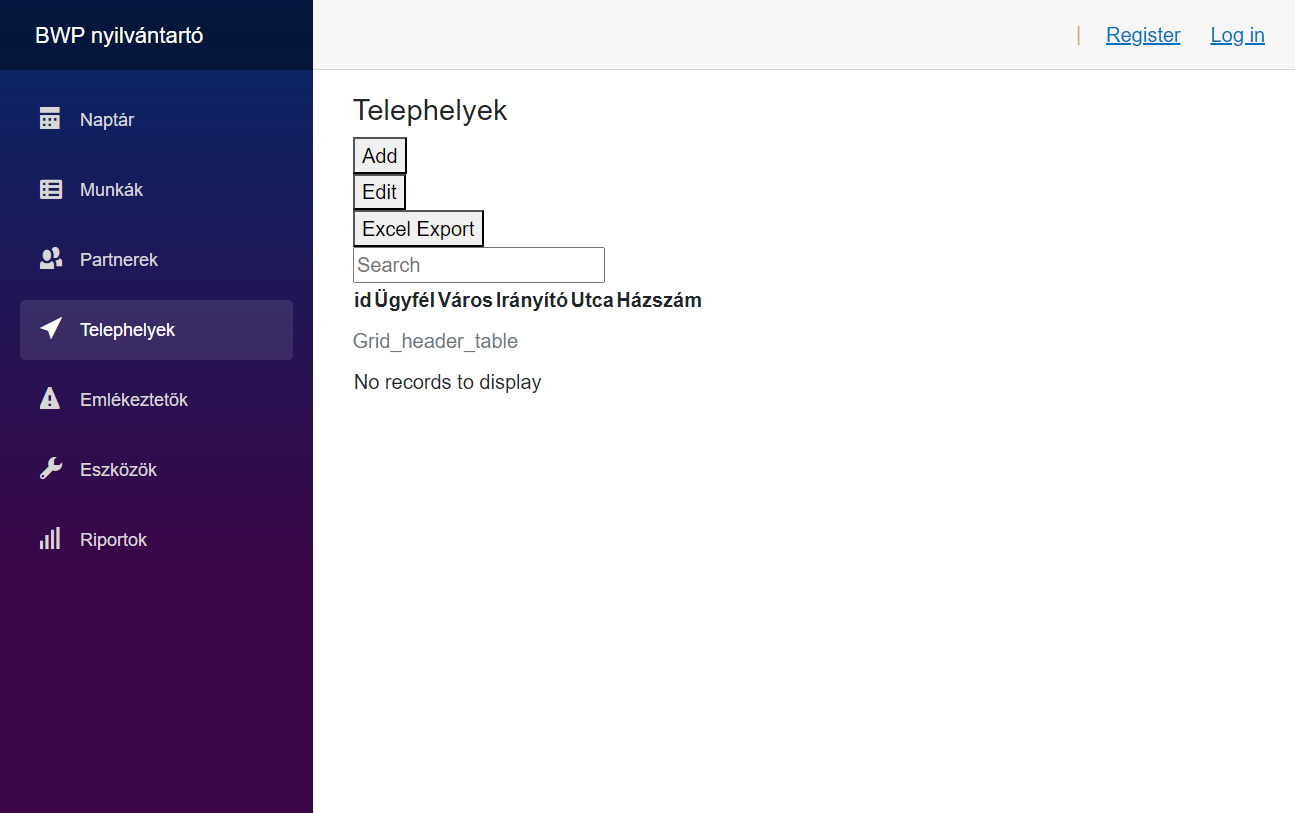 BWP nyilvántartó
| Register Log in
Naptár
Munkák
Partnerek
Telephelyek
Emlékeztetők
Eszközök
Riportok
Telephelyek
Add
Edit
Excel Export
Search
id Ügyfél Város Irányító Utca Házszám
Grid_header_table
No records to display